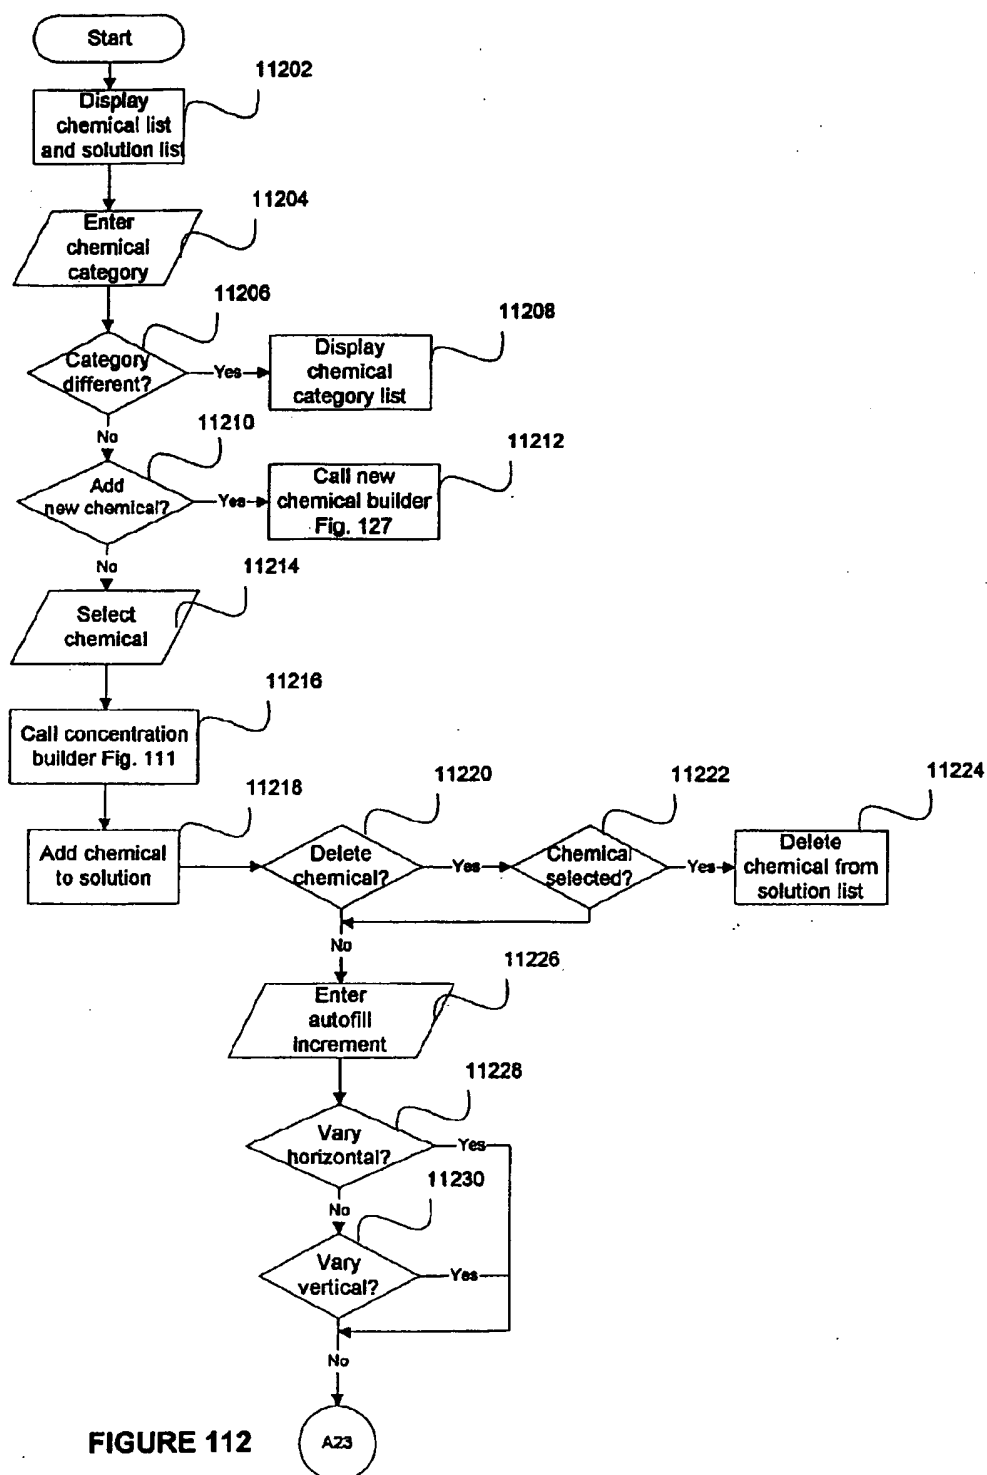 Start
11202
Display
chemical list
and solution list
11204
Enter
chemical
category
11206
Category
different?
Yes
11208
Display
chemical
category list
No
11210
Add
new chemical?
Yes
11212
Call new
chemical builder
Fig. 127
No
11214
Select
chemical
11216
Call concentration
builder Fig. 111
11218
Add chemical
to solution
11220
Delete
chemical?
Yes
11222
Chemical
selected?
Yes
11224
Delete
chemical from
solution list
No
11226
Enter
autofill
increment
11228
Vary
horizontal?
Yes
No
11230
Vary
vertical?
Yes
No
A23
FIGURE 112